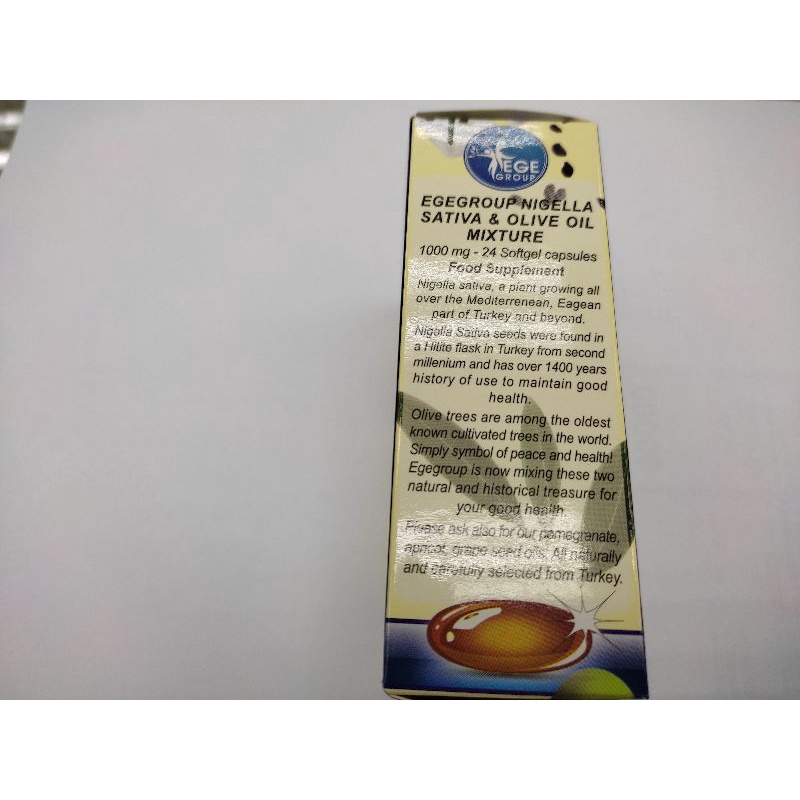 EGE
GROUP
EGEGROUP NIGELLA
SATIVA & OLIVE OIL
MIXTURE
1000 mg - 24 Softgel capsules
Food Supplement
Nigella sativa, a plant growing all
over the Mediterrenean, Eagean
part of Turkey and beyond.
Nigella Sativa seeds were found in
a Hitite flask in Turkey from second
millenium and has over 1400 years
history of use to maintain good
health.
Olive trees are among the oldest
known cultivated trees in the world.
Simply symbol of peace and health!
Egegroup is now mixing these two
natural and historical treasure for
your good health.
Please ask also for our pamegranate,
apricot, grape seed oils. All naturally
and carefully selected from Turkey.